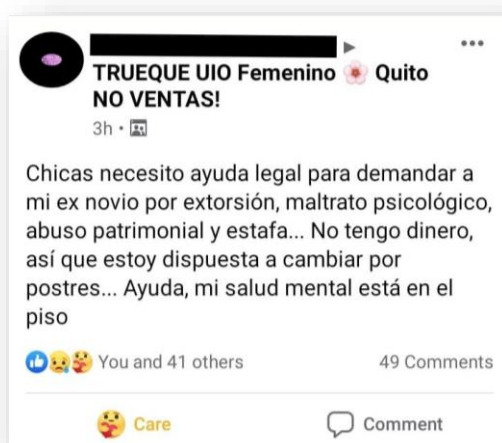 TRUEQUE UIO Femenino 🌸 Quito
NO VENTAS!
3h
Chicas necesito ayuda legal para demandar a
mi ex novio por extorsión, maltrato psicológico,
abuso patrimonial y estafa... No tengo dinero,
así que estoy dispuesta a cambiar por
postres... Ayuda, mi salud mental está en el
piso
You and 41 others
49 Comments
Care
Comment